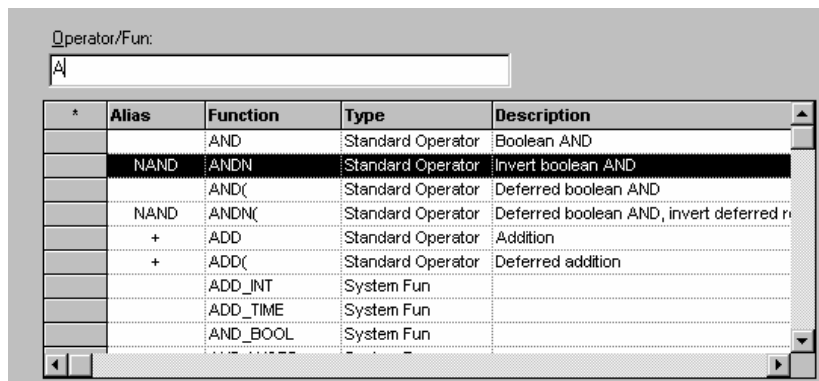 Operator/Fun:
A
* Alias Function Type Description
AND Standard Operator Boolean AND
NAND ANDN Standard Operator Invert boolean AND
AND( Standard Operator Deferred boolean AND
NAND ANDN( Standard Operator Deferred boolean AND, invert deferred r
+ ADD Standard Operator Addition
+ ADD( Standard Operator Deferred addition
ADD_INT System Fun
ADD_TIME System Fun
AND_BOOL System Fun